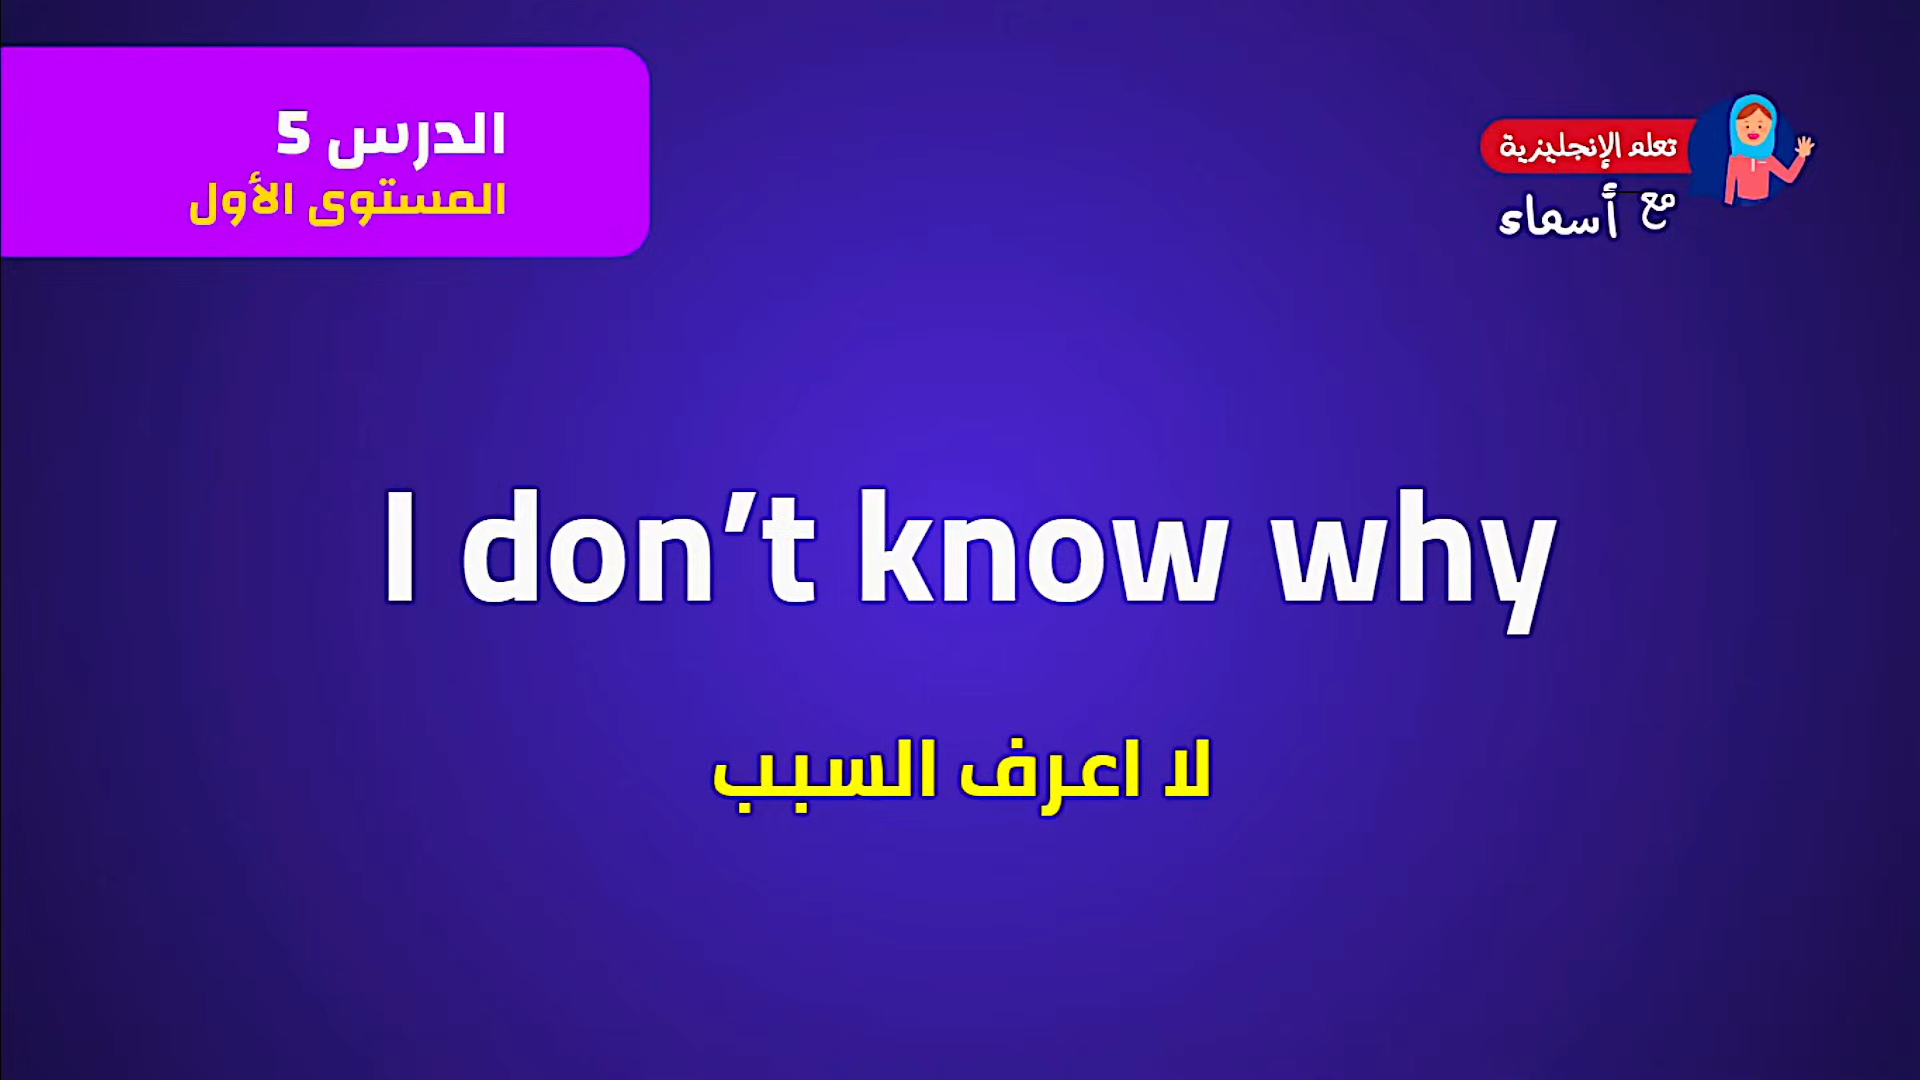 الدرس 5
المستوى الأول
تعلم الإنجليزية
مع أسماء
I don’t know why
لا اعرف السبب